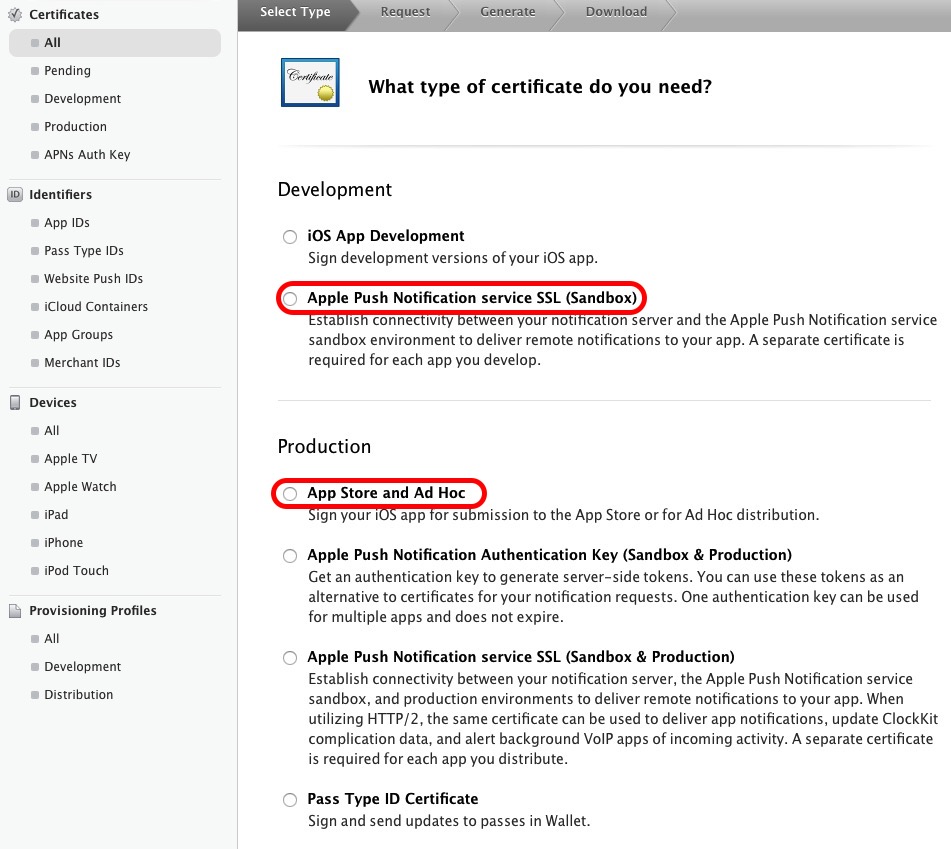 Certificates
All
Pending
Development
Production
APNs Auth Key
ID Identifiers
App IDs
Pass Type IDs
Website Push IDs
iCloud Containers
App Groups
Merchant IDs
Devices
All
Apple TV
Apple Watch
iPad
iPhone
iPod Touch
Provisioning Profiles
All
Development
Distribution
Select Type Request Generate Download
Certificate
What type of certificate do you need?
Development
iOS App Development
Sign development versions of your iOS app.
Apple Push Notification service SSL (Sandbox)
Establish connectivity between your notification server and the Apple Push Notification service
sandbox environment to deliver remote notifications to your app. A separate certificate is
required for each app you develop.
Production
App Store and Ad Hoc
Sign your iOS app for submission to the App Store or for Ad Hoc distribution.
Apple Push Notification Authentication Key (Sandbox & Production)
Get an authentication key to generate server-side tokens. You can use these tokens as an
alternative to certificates for your notification requests. One authentication key can be used
for multiple apps and does not expire.
Apple Push Notification service SSL (Sandbox & Production)
Establish connectivity between your notification server, the Apple Push Notification service
sandbox, and production environments to deliver remote notifications to your app. When
utilizing HTTP/2, the same certificate can be used to deliver app notifications, update ClockKit
complication data, and alert background VoIP apps of incoming activity. A separate certificate
is required for each app you distribute.
Pass Type ID Certificate
Sign and send updates to passes in Wallet.